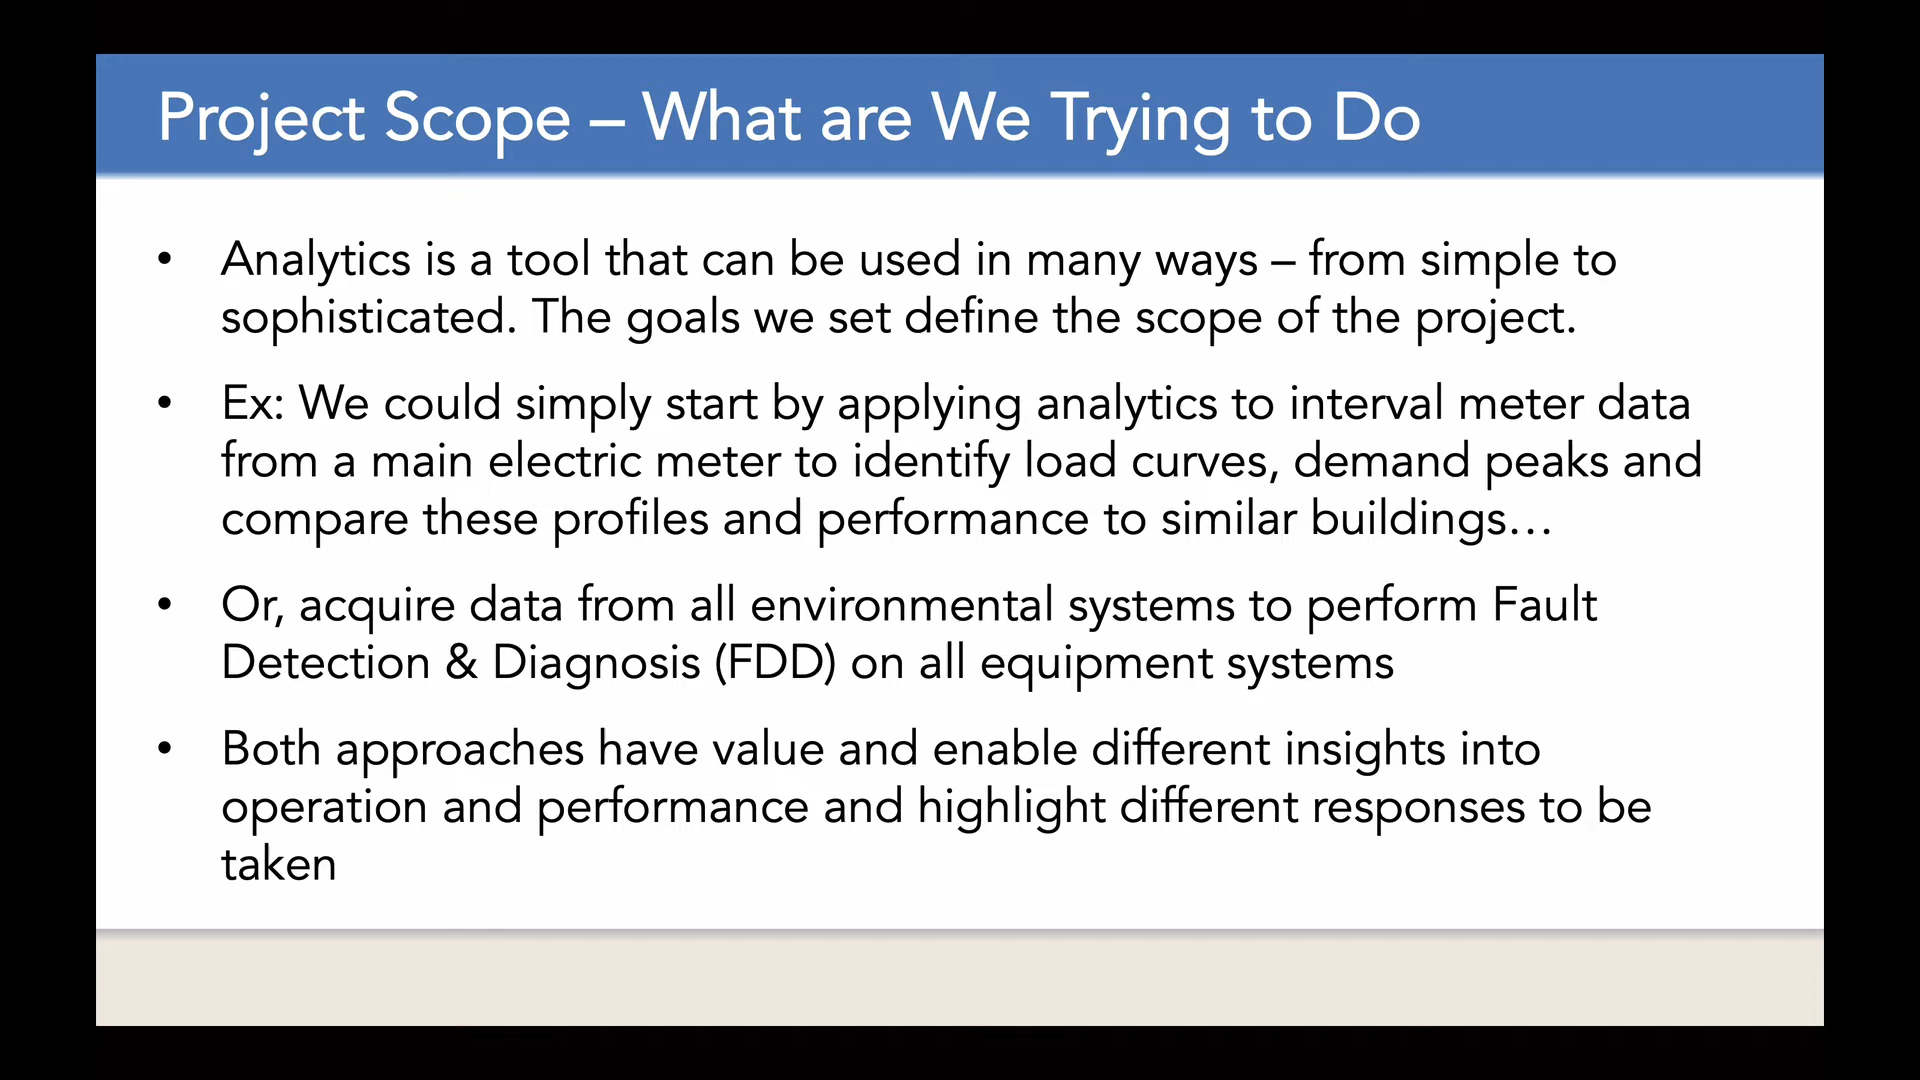 Project Scope – What are We Trying to Do
• Analytics is a tool that can be used in many ways – from simple to
sophisticated. The goals we set define the scope of the project.
• Ex: We could simply start by applying analytics to interval meter data
from a main electric meter to identify load curves, demand peaks and
compare these profiles and performance to similar buildings…
• Or, acquire data from all environmental systems to perform Fault
Detection & Diagnosis (FDD) on all equipment systems
• Both approaches have value and enable different insights into
operation and performance and highlight different responses to be
taken